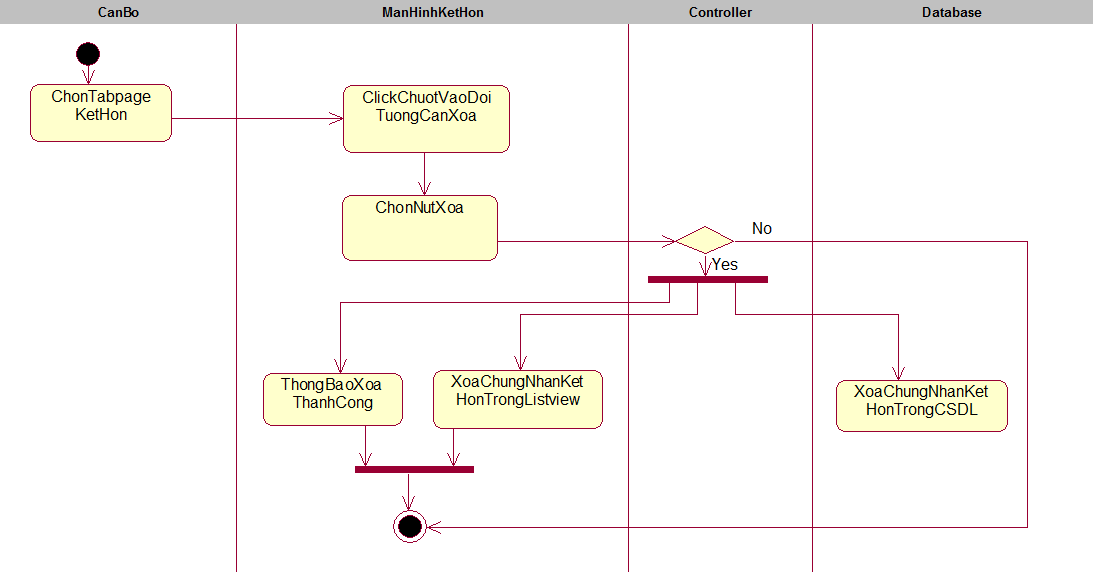 CanBo
ManHinhKetHon
Controller
Database
ChonTabpage
KetHon
ClickChuotVaoDoi
TuongCanXoa
ChonNutXoa
No
Yes
ThongBaoXoa
ThanhCong
XoaChungNhanKet
HonTrongListview
XoaChungNhanKet
HonTrongCSDL